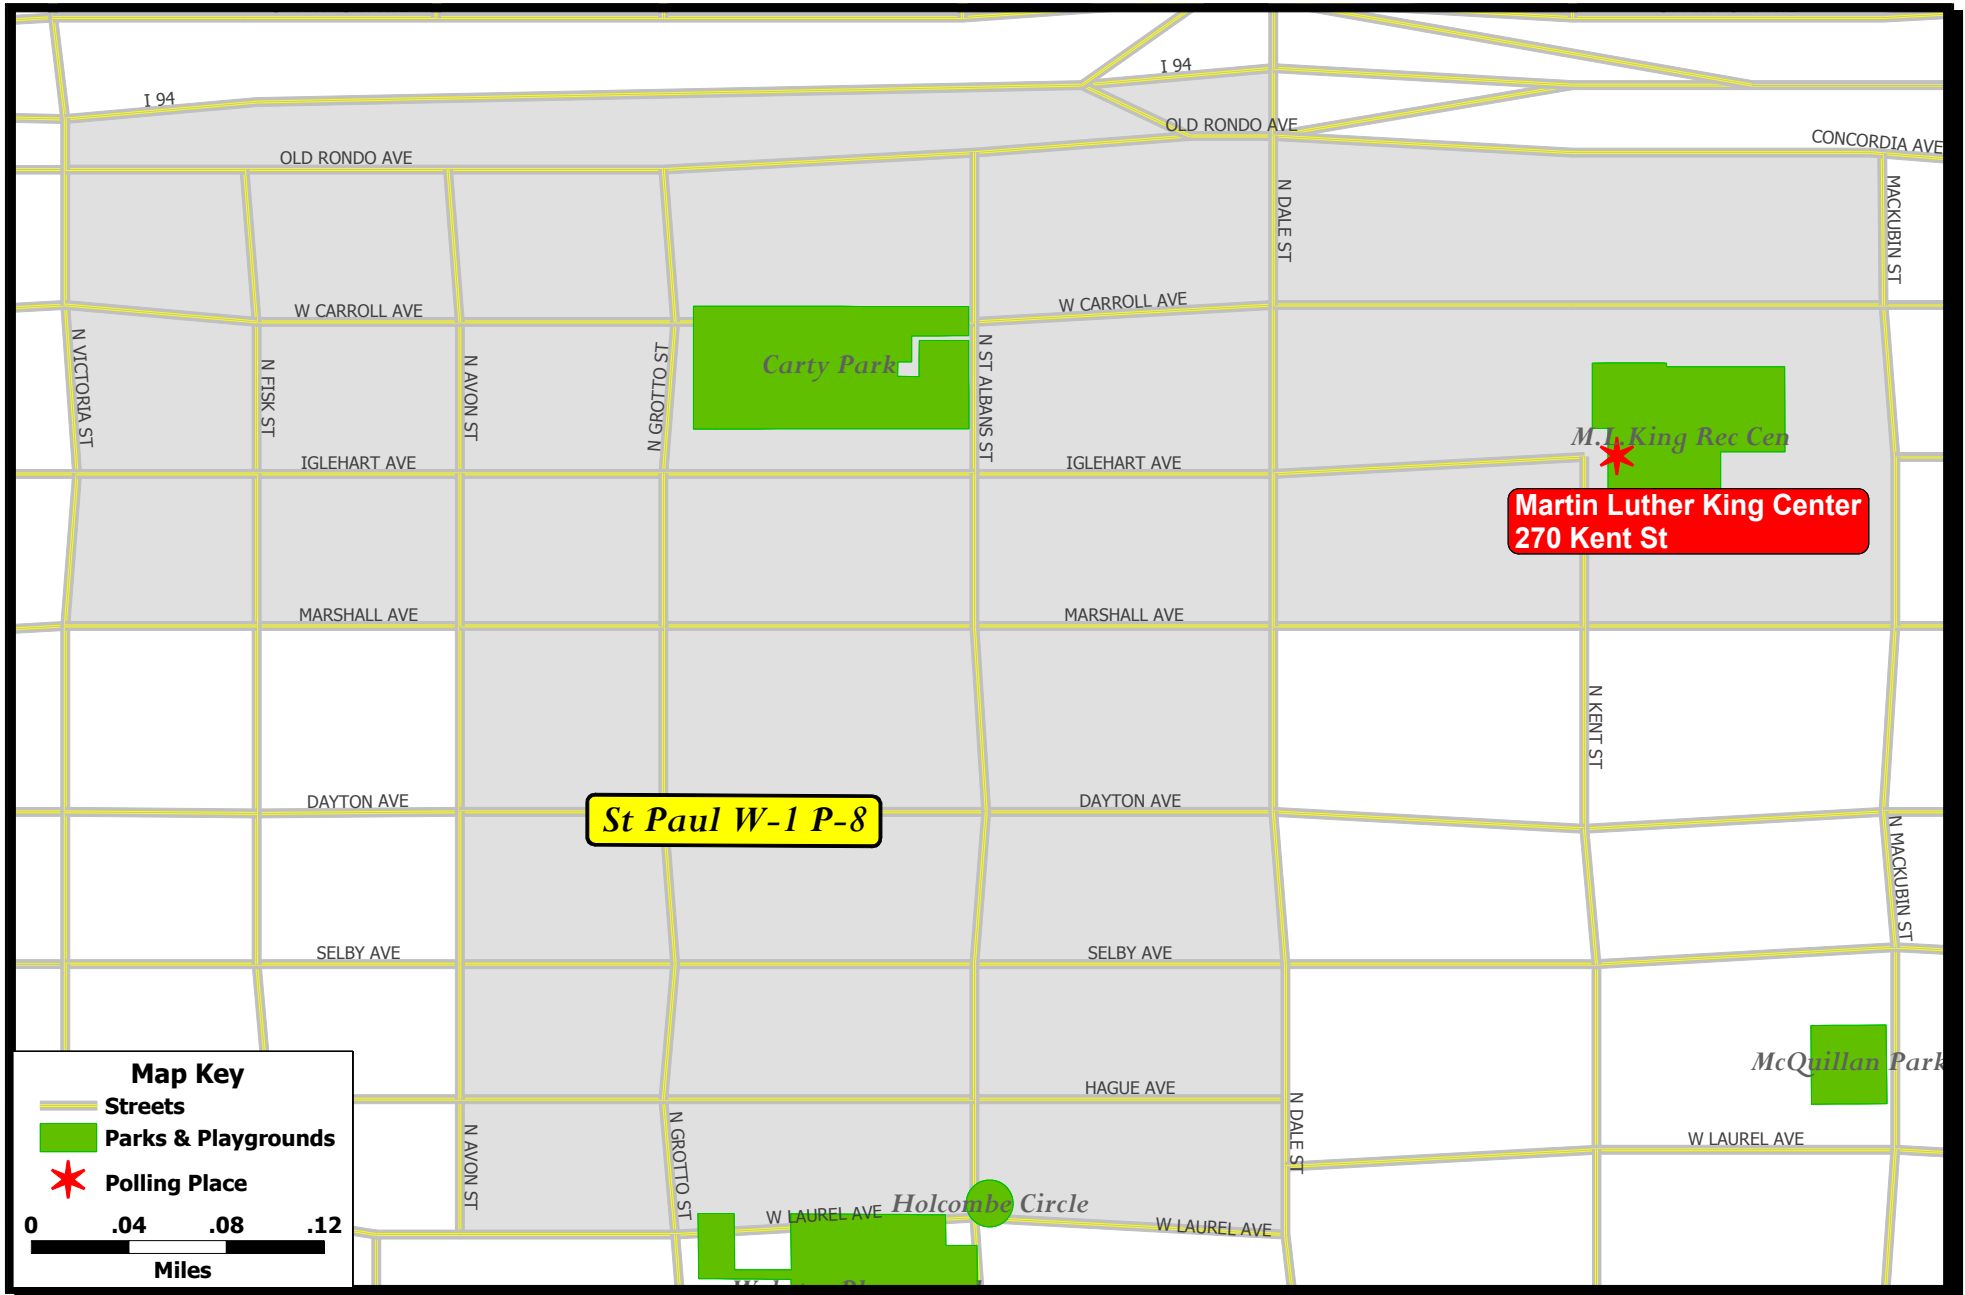 I 94
I 94
OLD RONDO AVE
CONCORDIA AVE
OLD RONDO AVE
N DALE ST
MACKUBIN ST
W CARROLL AVE
W CARROLL AVE
N VICTORIA ST
N FISK ST
N AVON ST
N GROTTO ST
Carty Park
N ST ALBANS ST
M.L.King Rec Cen
IGLEHART AVE
IGLEHART AVE
Martin Luther King Center
270 Kent St
MARSHALL AVE
MARSHALL AVE
N KENT ST
DAYTON AVE
St Paul W-1 P-8
DAYTON AVE
N MACKUBIN ST
SELBY AVE
SELBY AVE
McQuillan Park
HAGUE AVE
N AVON ST
N GROTTO ST
N DALE ST
W LAUREL AVE
Holcombe Circle
W LAUREL AVE
W LAUREL AVE
Map Key
Streets
Parks & Playgrounds
Polling Place
0 .04 .08 .12
Miles